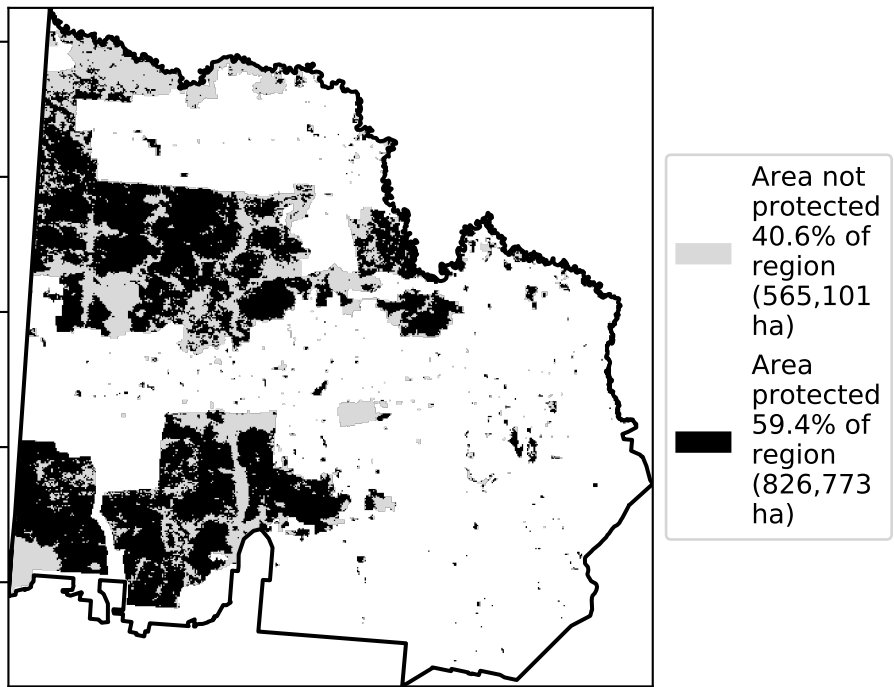 Area not
protected
40.6% of
region
(565,101
ha)
Area
protected
59.4% of
region
(826,773
ha)